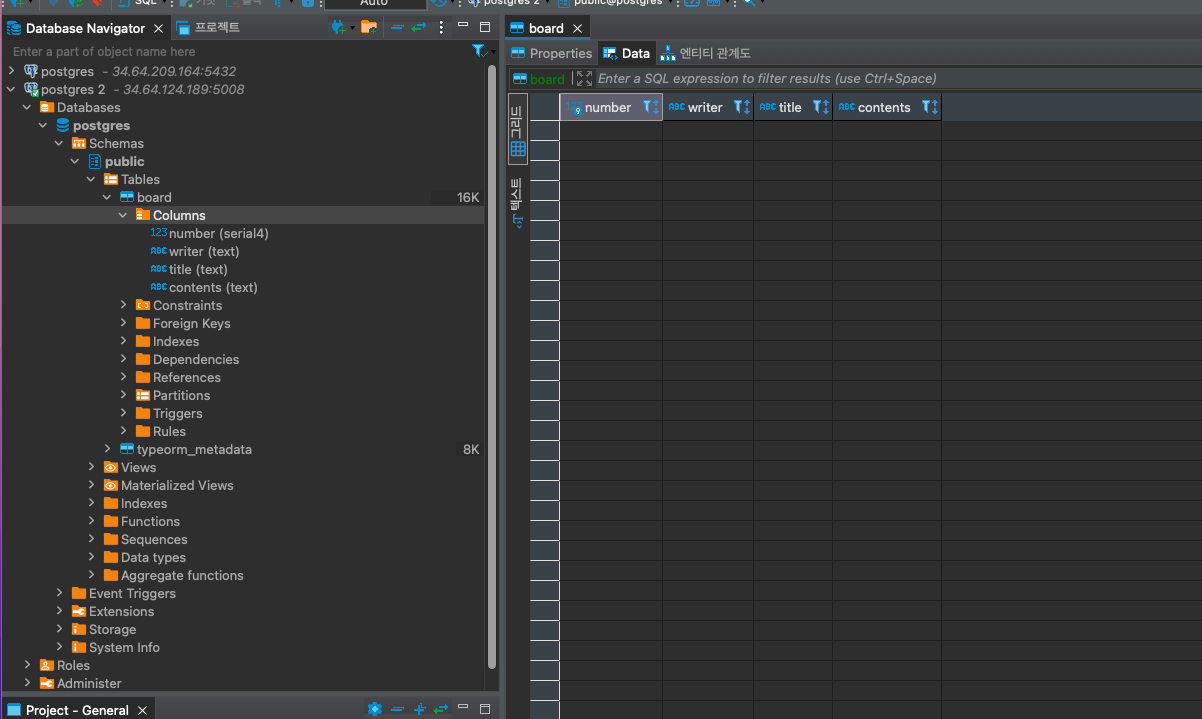 SQL
Auto
postgres 2
public@postgres
Database Navigator
프로젝트
Enter a part of object name here
postgres - 34.64.209.164:5432
postgres 2 - 34.64.124.189:5008
Databases
postgres
Schemas
public
Tables
board 16K
Columns
123 number (serial4)
ABC writer (text)
ABC title (text)
ABC contents (text)
Constraints
Foreign Keys
Indexes
Dependencies
References
Partitions
Triggers
Rules
typeorm_metadata 8K
Views
Materialized Views
Indexes
Functions
Sequences
Data types
Aggregate functions
Event Triggers
Extensions
Storage
System Info
Roles
Administer
Project - General
board
Properties Data 엔티티 관계도
board Enter a SQL expression to filter results (use Ctrl+Space)
그리드
텍스트
123 number ABC writer ABC title ABC contents